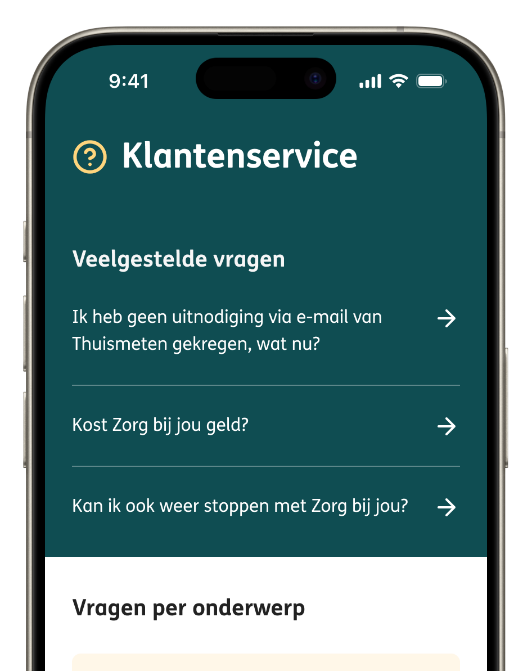 9:41
Klantenservice
Veelgestelde vragen
Ik heb geen uitnodiging via e-mail van
Thuismeten gekregen, wat nu?
Kost Zorg bij jou geld?
Kan ik ook weer stoppen met Zorg bij jou?
Vragen per onderwerp